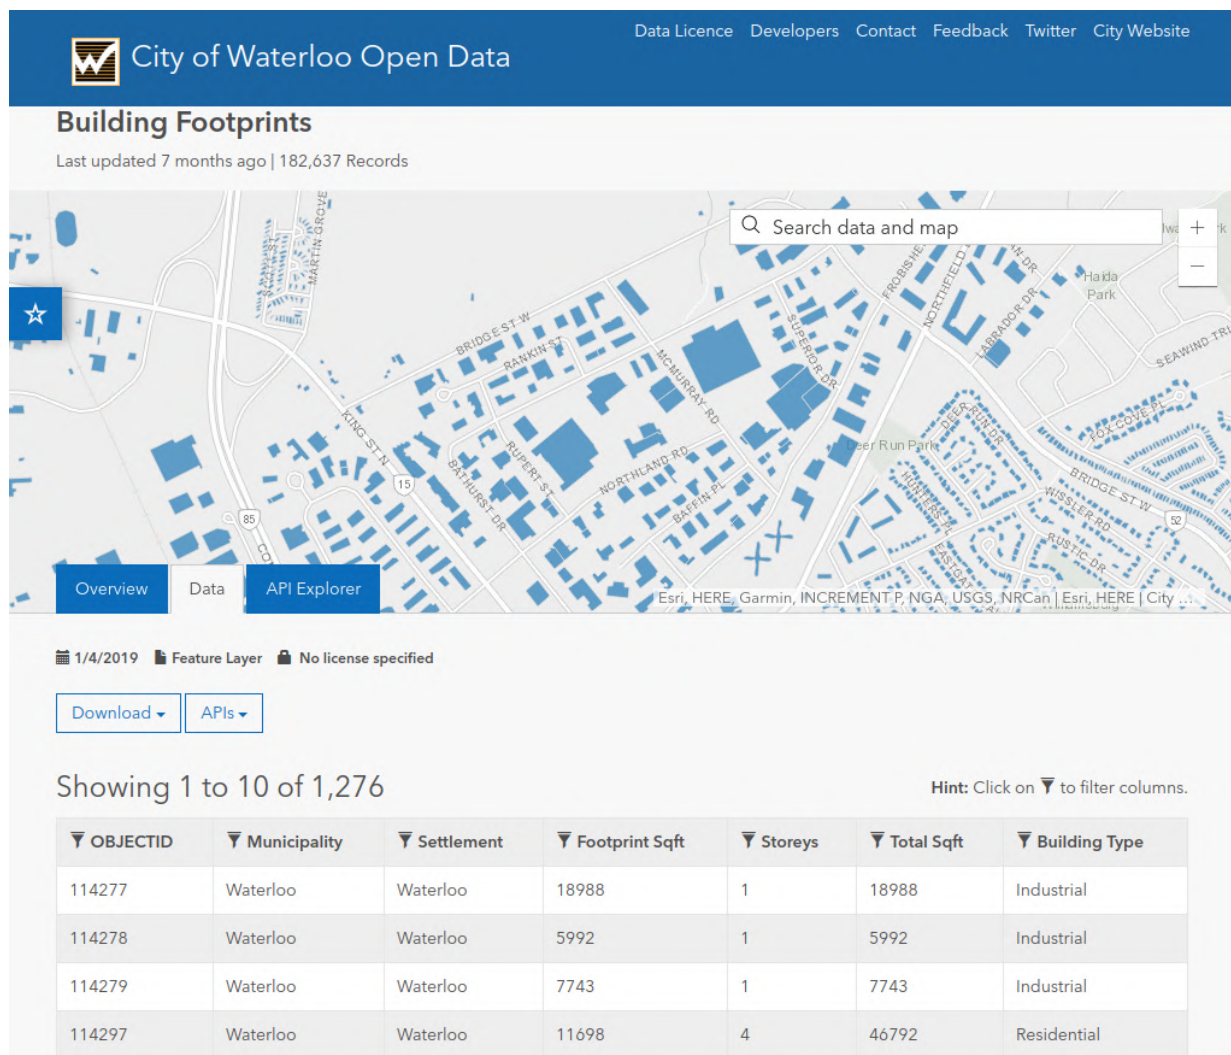 Data Licence Developers Contact Feedback Twitter City Website
City of Waterloo Open Data
Building Footprints
Last updated 7 months ago | 182,637 Records
Search data and map
+
−
MARTIN GROVE
BRIDGE ST W
RANKIN ST
MCMURRAY RD
SUPERIOR DR
LABRADOR DR
Haida
Park
KING ST N
15
85
BATHURST DR
RUPERT ST
NORTHLAND RD
BAFFIN PL
DEER RUN DR
FOX COVE PL
BRIDGE ST W
52
WISSLER RD
RUSTIC DR
HUNTERS PL
Overview Data API Explorer
Esri, HERE, Garmin, INCREMENT P, NGA, USGS, NRCan | Esri, HERE | City ...
1/4/2019 Feature Layer No license specified
Download APIs
Showing 1 to 10 of 1,276
Hint: Click on to filter columns.
OBJECTID Municipality Settlement Footprint Sqft Storeys Total Sqft Building Type
114277 Waterloo Waterloo 18988 1 18988 Industrial
114278 Waterloo Waterloo 5992 1 5992 Industrial
114279 Waterloo Waterloo 7743 1 7743 Industrial
114297 Waterloo Waterloo 11698 4 46792 Residential